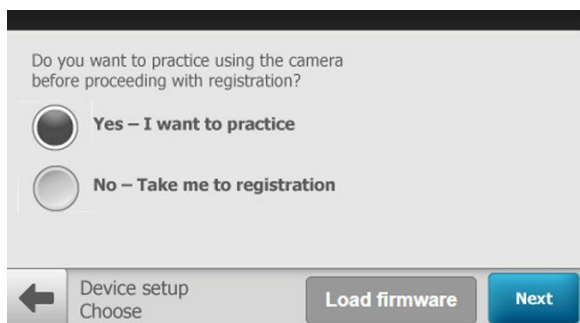 Do you want to practice using the camera
before proceeding with registration?
Yes – I want to practice
No – Take me to registration
Device setup
Choose
Load firmware
Next